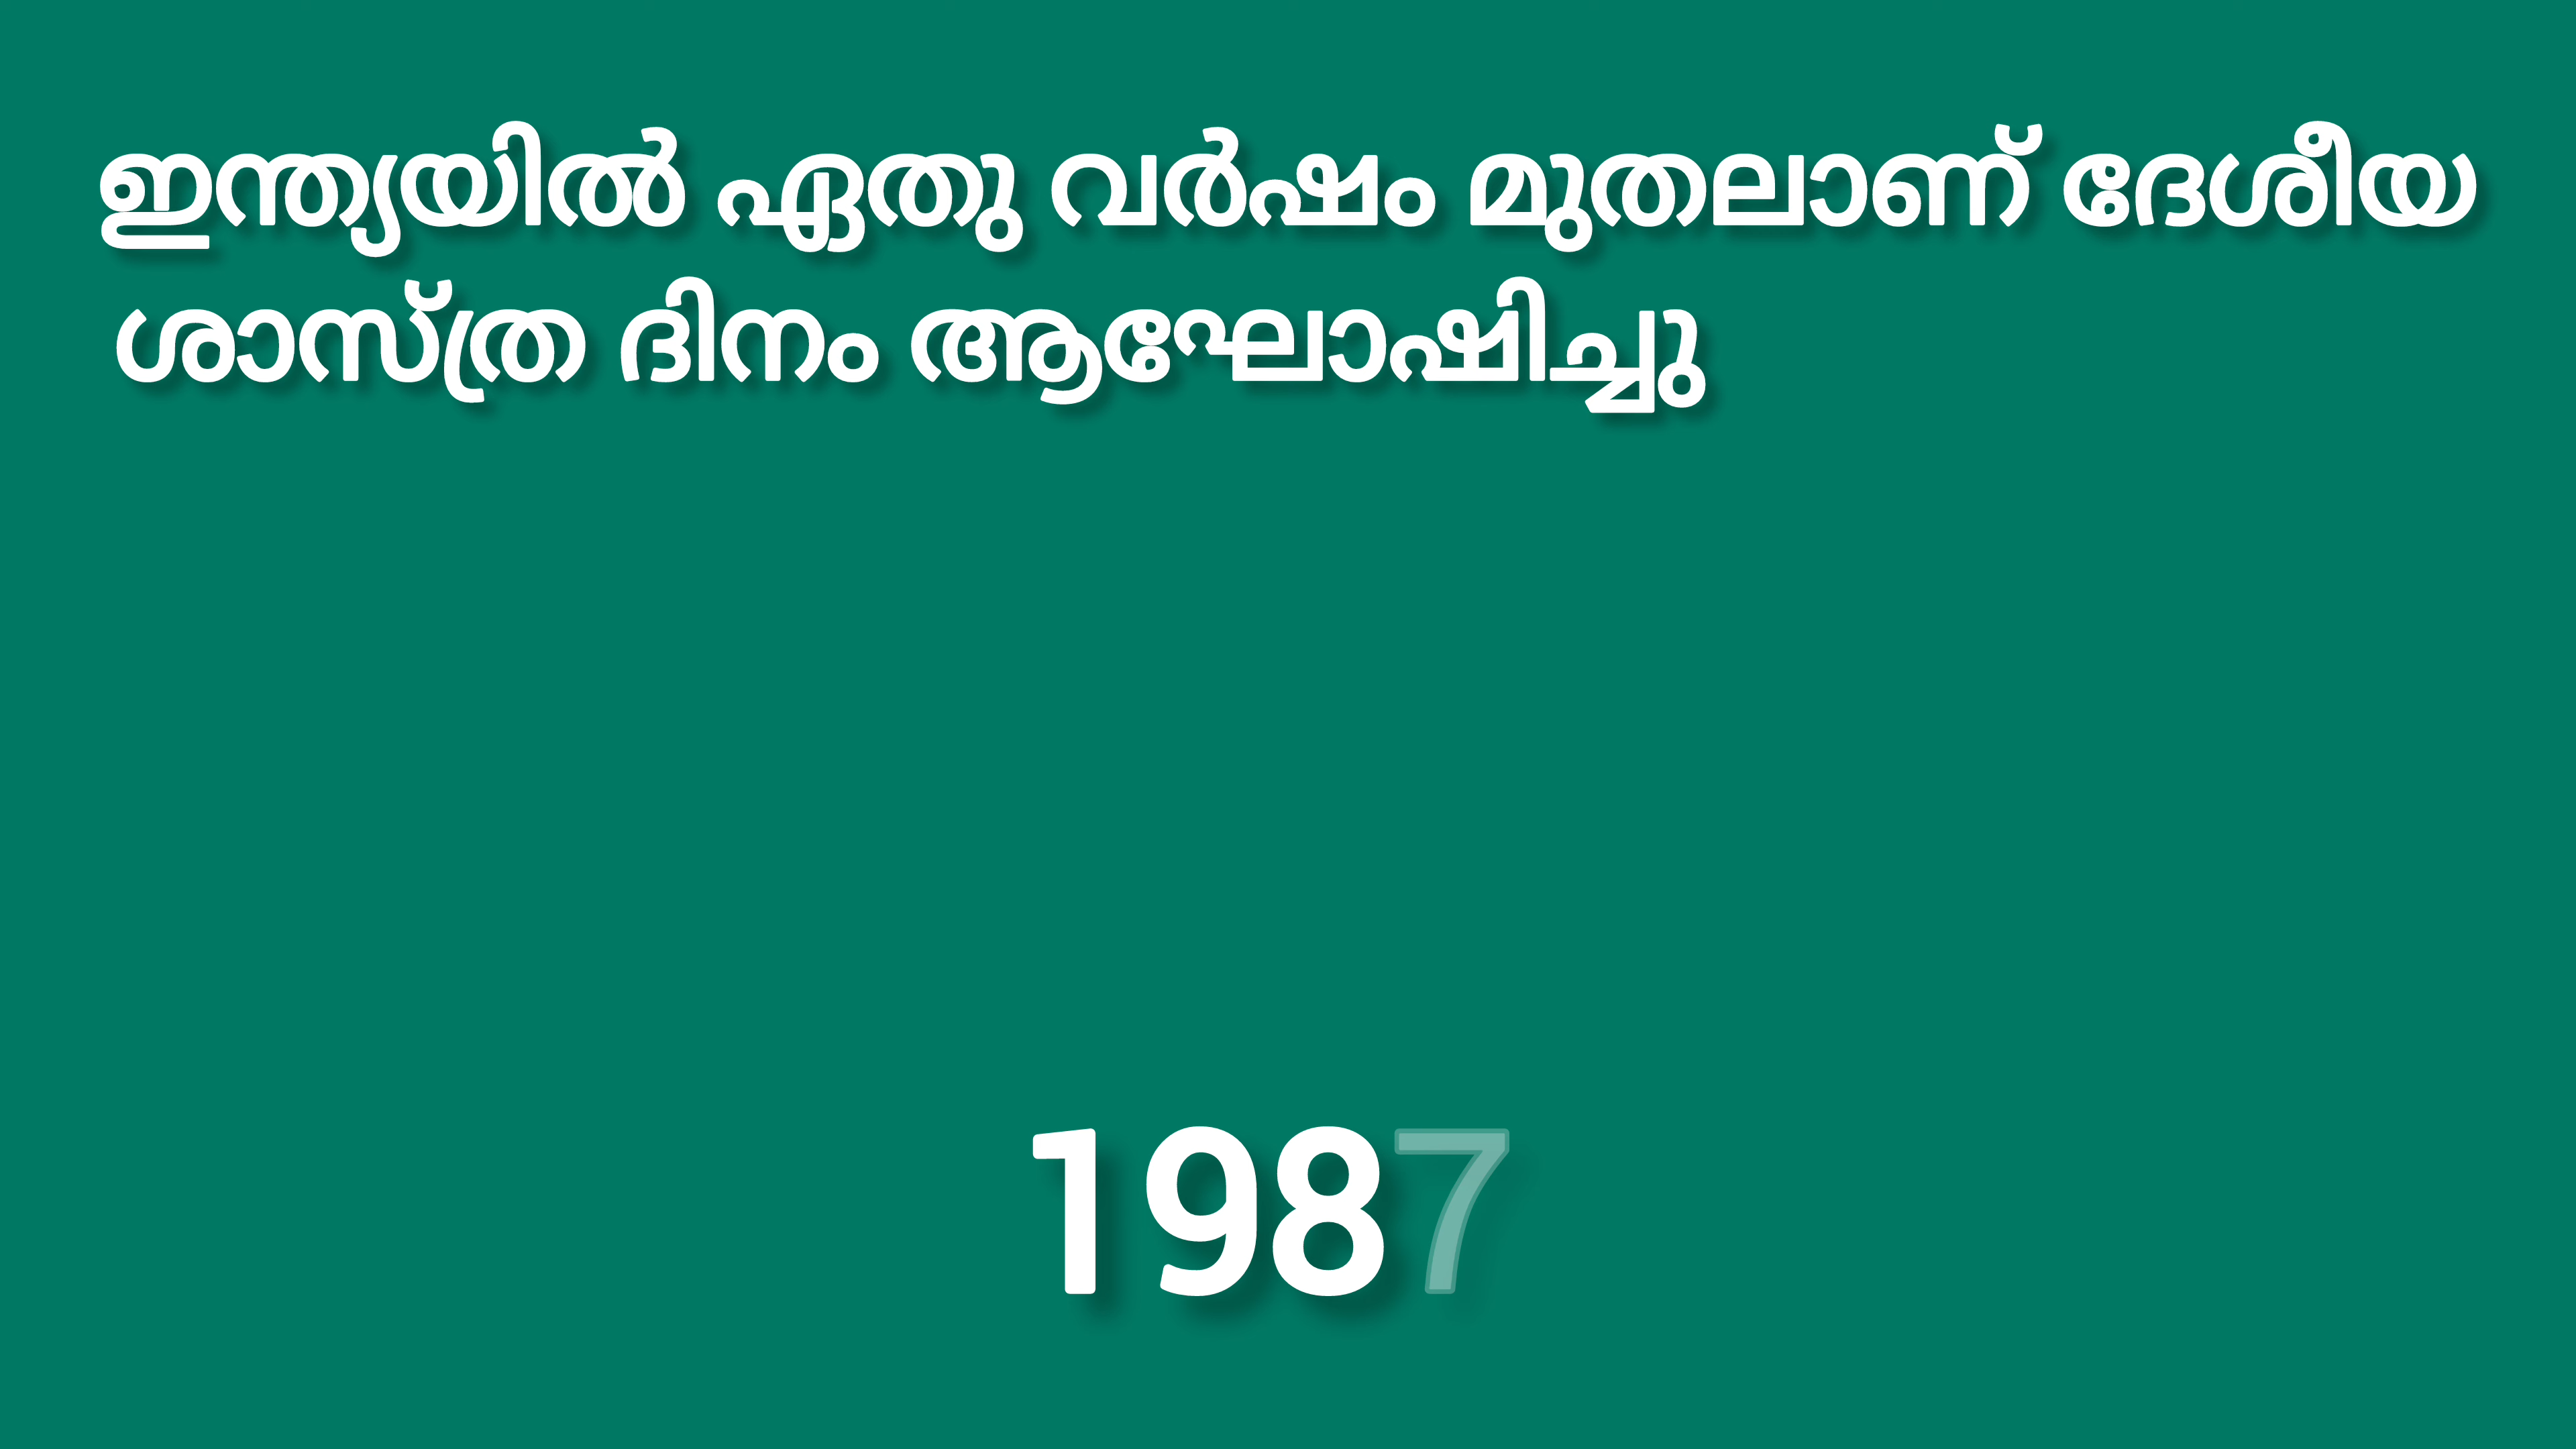 ഇന്ത്യയിൽ ഏതു വർഷം മുതലാണ് ദേശീയ
ശാസ്ത്ര ദിനം ആഘോഷിച്ചു
1987